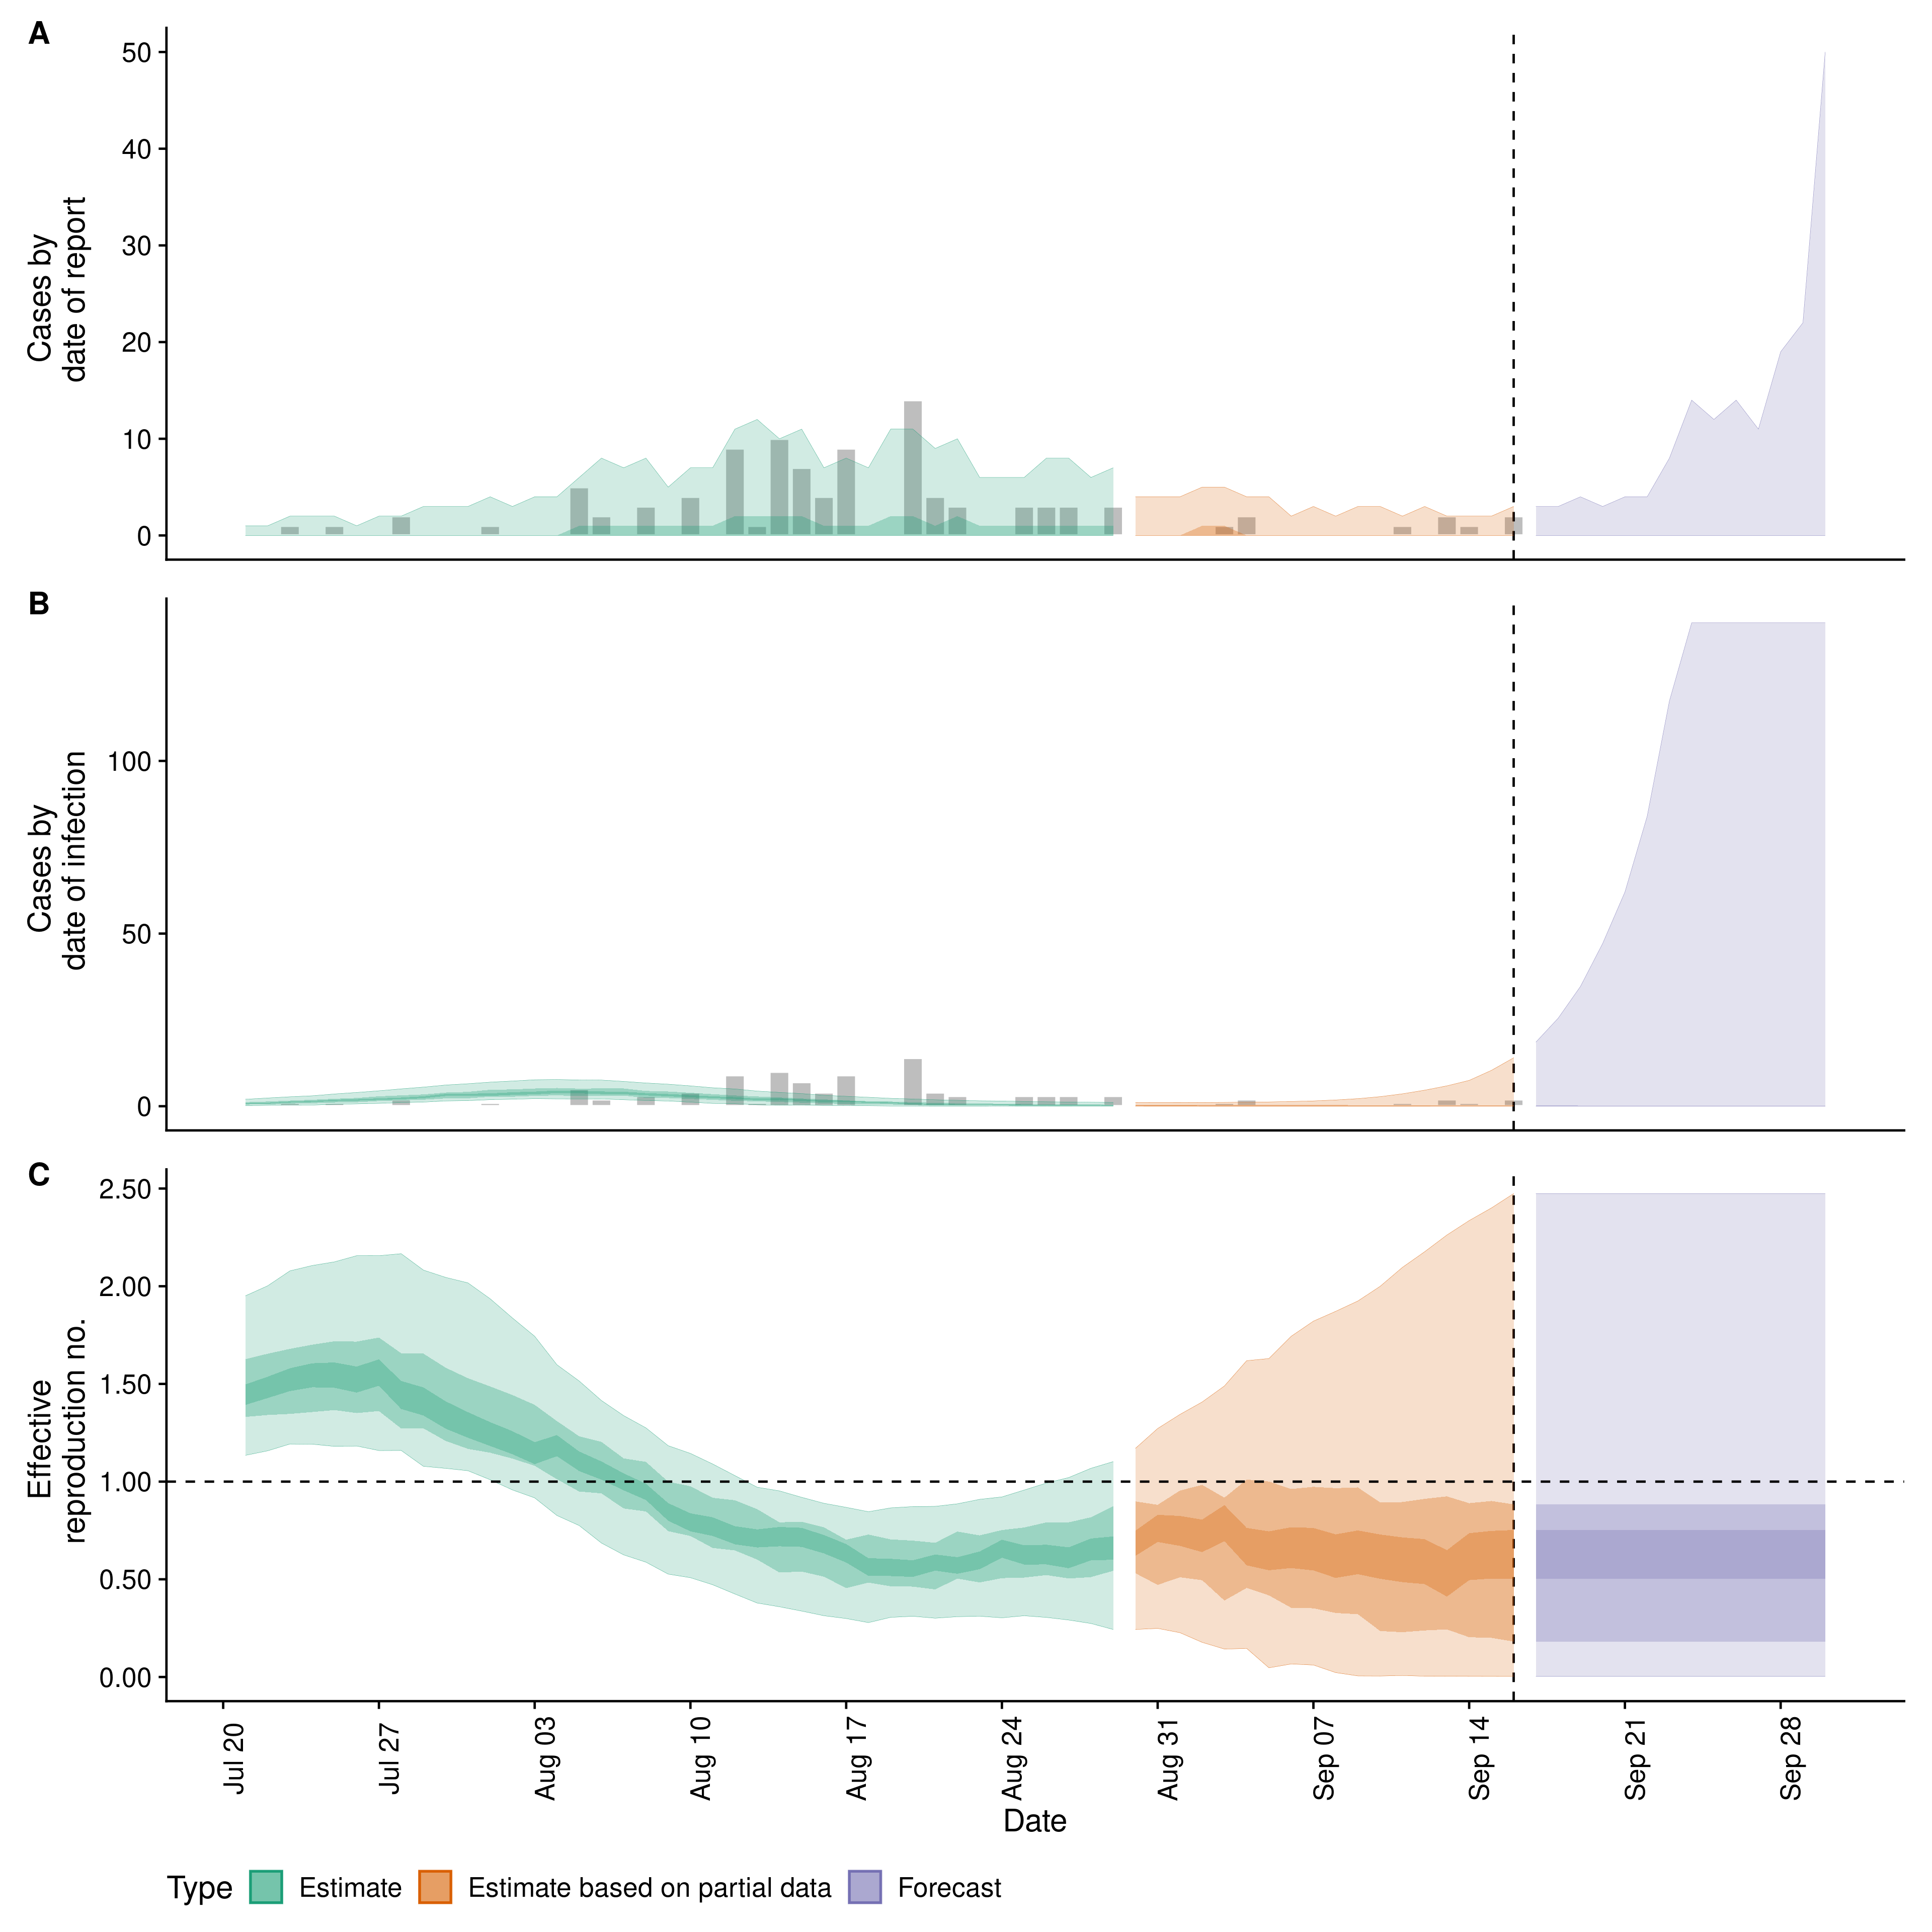 A
50
40
30
20
10
0
Cases by
date of report
B
100
50
0
Cases by
date of infection
C
2.50
2.00
1.50
1.00
0.50
0.00
Effective
reproduction no.
Jul 20
Jul 27
Aug 03
Aug 10
Aug 17
Aug 24
Aug 31
Sep 07
Sep 14
Sep 21
Sep 28
Date
Type Estimate Estimate based on partial data Forecast